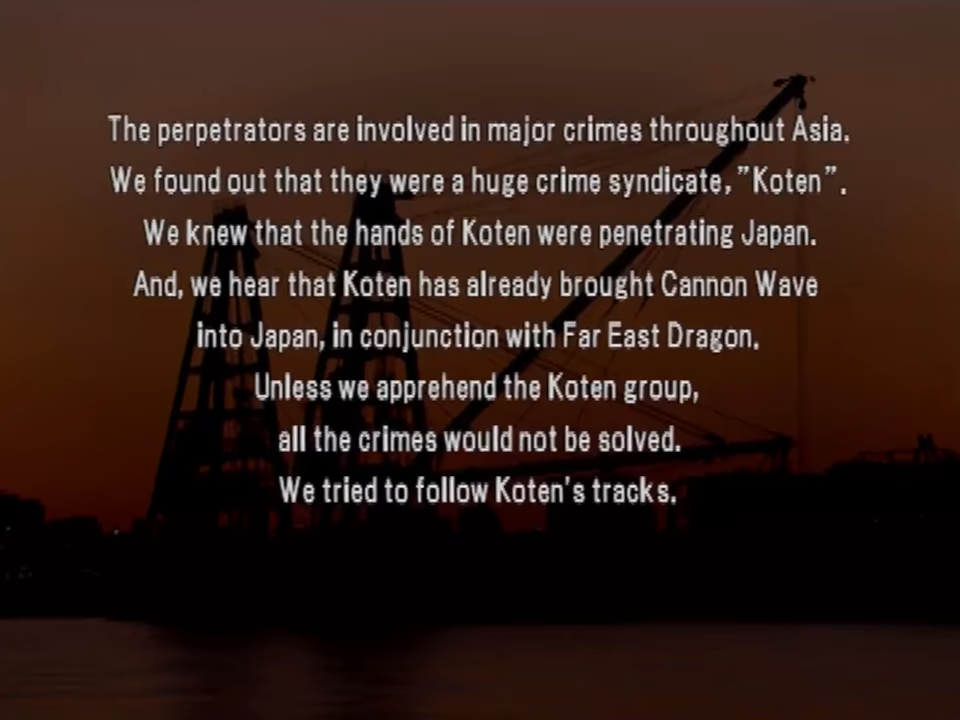 The perpetrators are involved in major crimes throughout Asia.
We found out that they were a huge crime syndicate, "Koten".
We knew that the hands of Koten were penetrating Japan.
And, we hear that Koten has already brought Cannon Wave
into Japan, in conjunction with Far East Dragon.
Unless we apprehend the Koten group,
all the crimes would not be solved.
We tried to follow Koten's tracks.